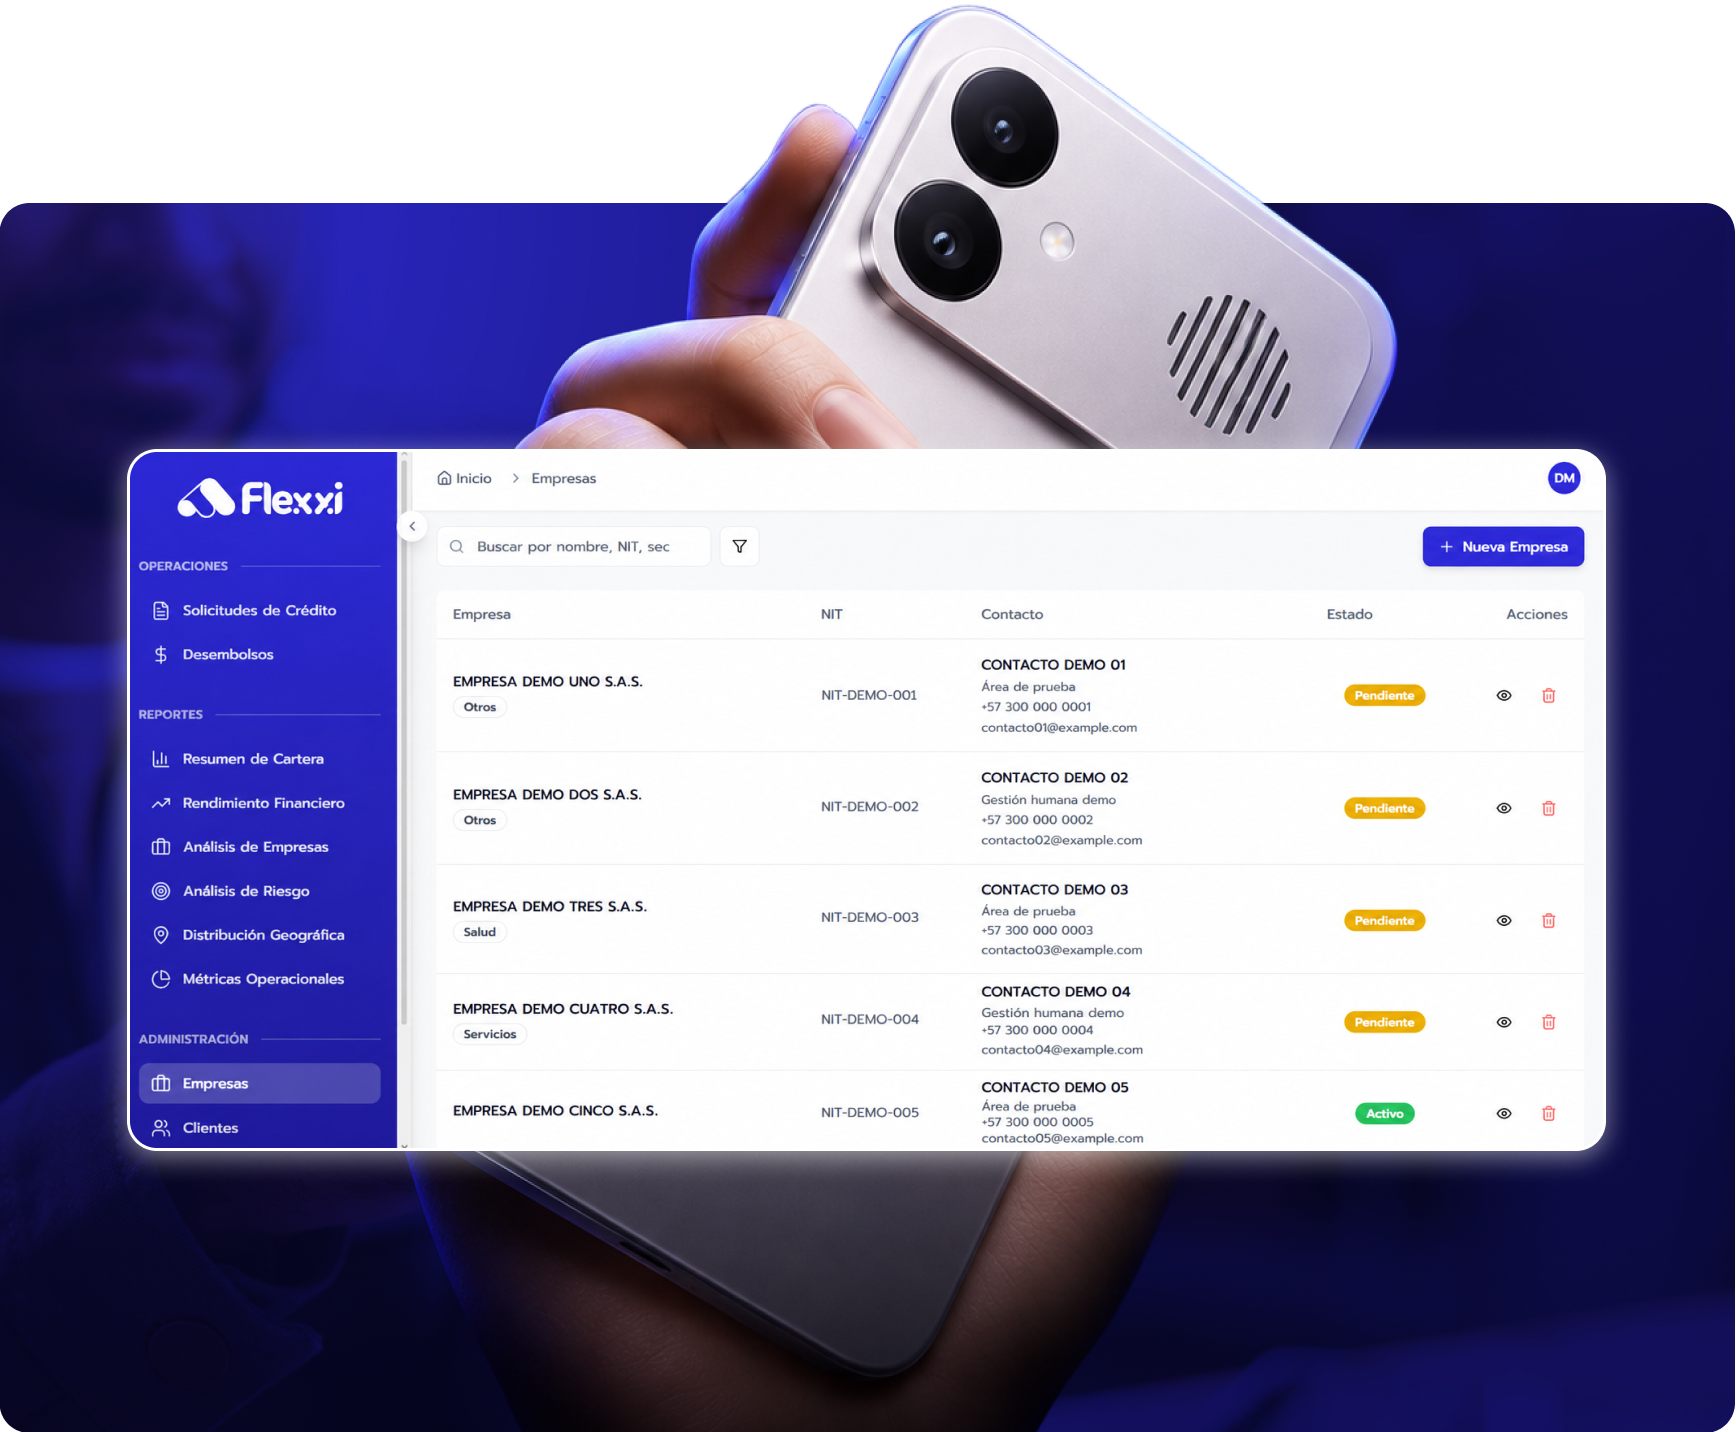 Flexxi
OPERACIONES
Solicitudes de Crédito
Desembolsos
REPORTES
Resumen de Cartera
Rendimiento Financiero
Análisis de Empresas
Análisis de Riesgo
Distribución Geográfica
Métricas Operacionales
ADMINISTRACIÓN
Empresas
Clientes
Inicio > Empresas
DM
Buscar por nombre, NIT, sec
+ Nueva Empresa
Empresa NIT Contacto Estado Acciones
EMPRESA DEMO UNO S.A.S.
Otros
NIT-DEMO-001
CONTACTO DEMO 01
Área de prueba
+57 300 000 0001
contacto01@example.com
Pendiente
EMPRESA DEMO DOS S.A.S.
Otros
NIT-DEMO-002
CONTACTO DEMO 02
Gestión humana demo
+57 300 000 0002
contacto02@example.com
Pendiente
EMPRESA DEMO TRES S.A.S.
Salud
NIT-DEMO-003
CONTACTO DEMO 03
Área de prueba
+57 300 000 0003
contacto03@example.com
Pendiente
EMPRESA DEMO CUATRO S.A.S.
Servicios
NIT-DEMO-004
CONTACTO DEMO 04
Gestión humana demo
+57 300 000 0004
contacto04@example.com
Pendiente
EMPRESA DEMO CINCO S.A.S.
NIT-DEMO-005
CONTACTO DEMO 05
Área de prueba
+57 300 000 0005
contacto05@example.com
Activo